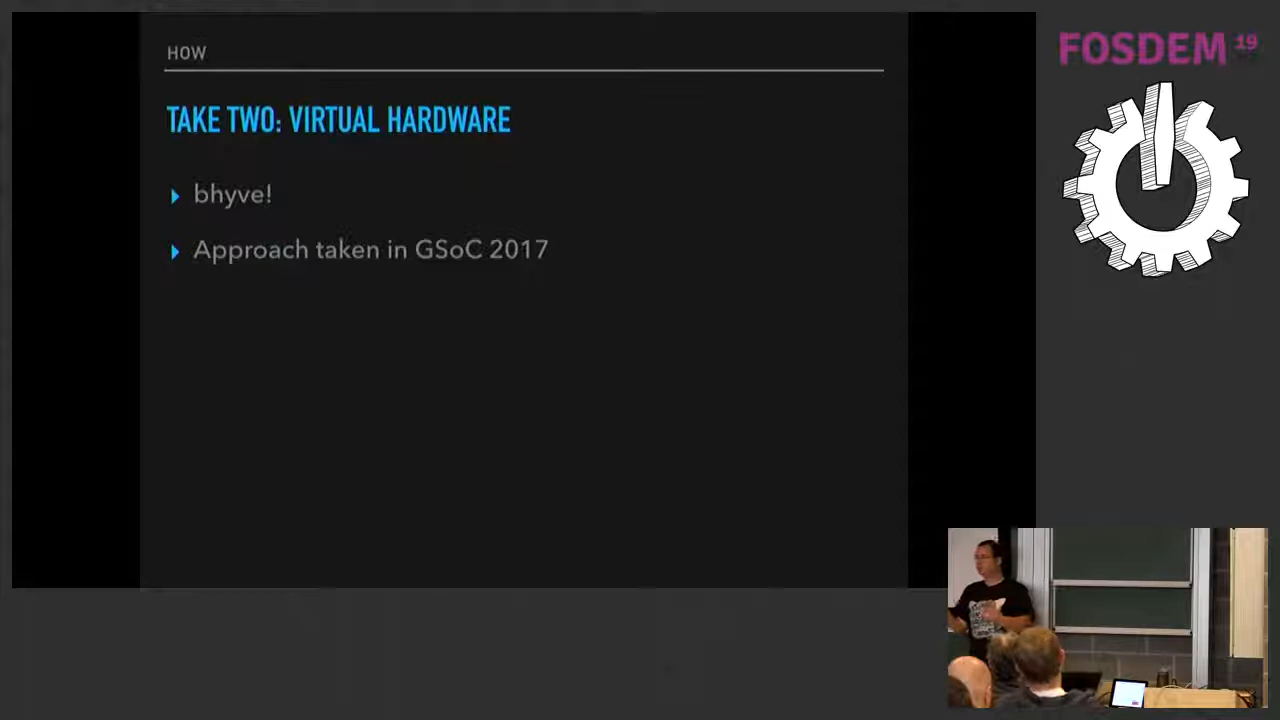 HOW
TAKE TWO: VIRTUAL HARDWARE
bhyve!
Approach taken in GSoC 2017
FOSDEM 19